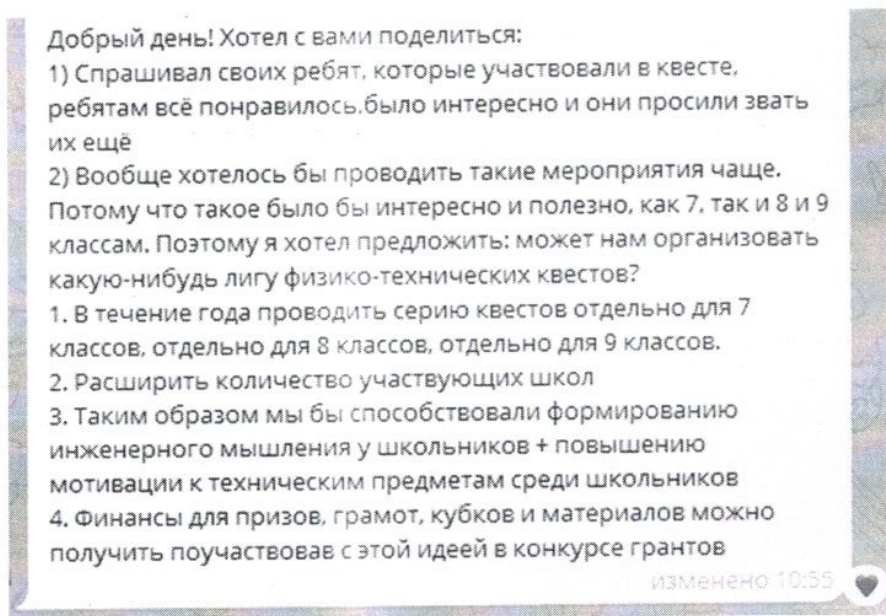 Добрый день! Хотел с вами поделиться:
1) Спрашивал своих ребят, которые участвовали в квесте,
ребятам всё понравилось,было интересно и они просили звать
их ещё
2) Вообще хотелось бы проводить такие мероприятия чаще.
Потому что такое было бы интересно и полезно, как 7, так и 8 и 9
классам. Поэтому я хотел предложить: может нам организовать
какую-нибудь лигу физико-технических квестов?
1. В течение года проводить серию квестов отдельно для 7
классов, отдельно для 8 классов, отдельно для 9 классов.
2. Расширить количество участвующих школ
3. Таким образом мы бы способствовали формированию
инженерного мышления у школьников + повышению
мотивации к техническим предметам среди школьников
4. Финансы для призов, грамот, кубков и материалов можно
получить поучаствовав с этой идеей в конкурсе грантов
изменено 10:55